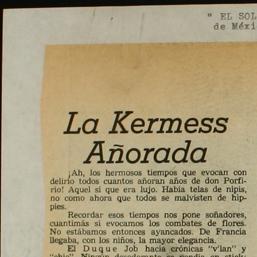 " EL SOL
de Méxi
La Kermess
Añorada
¡Ah, los hermosos tiempos que evocan con
delirio todos cuantos añoran años de don Porfi-
rio! Aquel sí que era lujo. Había telas de nipis,
no como ahora que todos se malvisten de hip-
pies.
Recordar esos tiempos nos pone soñadores,
cuantimás si evocamos los combates de flores.
No estábamos entonces ayancados. De Francia
llegaba, con los niños, la mayor elegancia.
El Duque Job hacía crónicas "v'lan" y